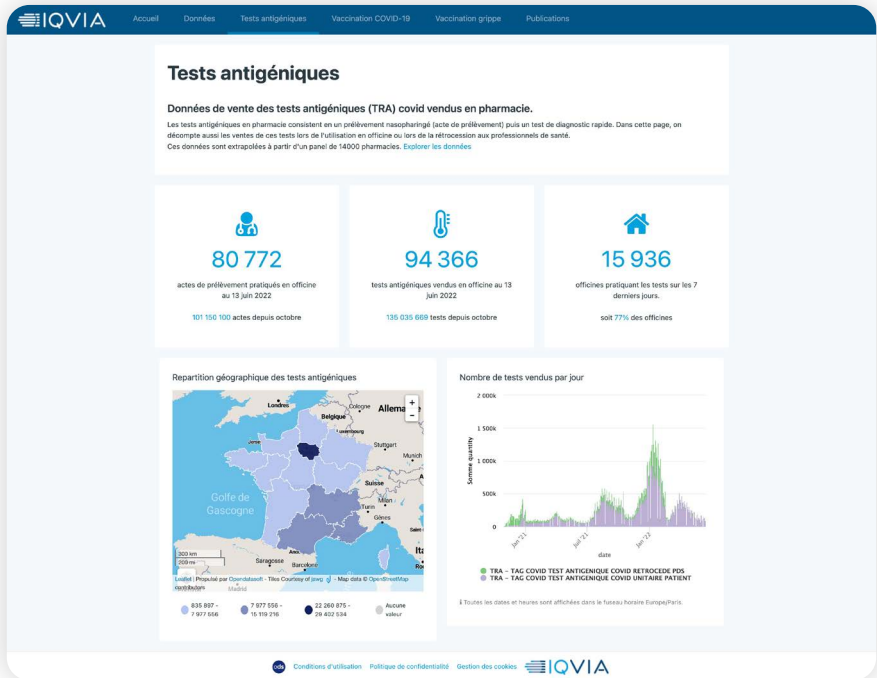 IQVIA
Accueil
Données
Tests antigéniques
Vaccination COVID-19
Vaccination grippe
Publications
Tests antigéniques
Données de vente des tests antigéniques (TRA) covid vendus en pharmacie.
Les tests antigéniques en pharmacie consistent en un prélèvement nasopharingé (acte de prélèvement) puis un test de diagnostic rapide. Dans cette page, on
décompte aussi les ventes de ces tests lors de l'utilisation en officine ou lors de la rétrocession aux professionnels de santé.
Ces données sont extrapolées à partir d'un panel de 14000 pharmacies. Explorer les données
80 772
actes de prélèvement pratiqués en officine
au 13 juin 2022
101 150 100 actes depuis octobre
94 366
tests antigéniques vendus en officine au 13
juin 2022
135 035 669 tests depuis octobre
15 936
officines pratiquant les tests sur les 7
derniers jours.
soit 77% des officines
Repartition géographique des tests antigéniques
+
-
Londres
Cologne
Allema
Belgique
Luxembourg
Jersey
Stuttgart
Munich
Suisse
Milan
Turin
Gênes
Golfe de
Gascogne
Ita
Saragosse
Barcelone
Madrid
300 km
200 mi
Leaflet | Propulsé par Opendatasoft - Tiles Courtesy of jawg - Map data © OpenStreetMap
contributors
835 897 -
7 977 556
7 977 556 -
15 119 216
22 260 875 -
29 402 534
Aucune
valeur
Nombre de tests vendus par jour
2 000k
1 500k
1 000k
500k
0
Somme quantity
Jan '21
Juil '21
Jan '22
date
TRA - TAG COVID TEST ANTIGENIQUE COVID RETROCEDE PDS
TRA - TAG COVID TEST ANTIGENIQUE COVID UNITAIRE PATIENT
i Toutes les dates et heures sont affichées dans le fuseau horaire Europe/Paris.
ods
Conditions d'utilisation
Politique de confidentialité
Gestion des cookies
IQVIA